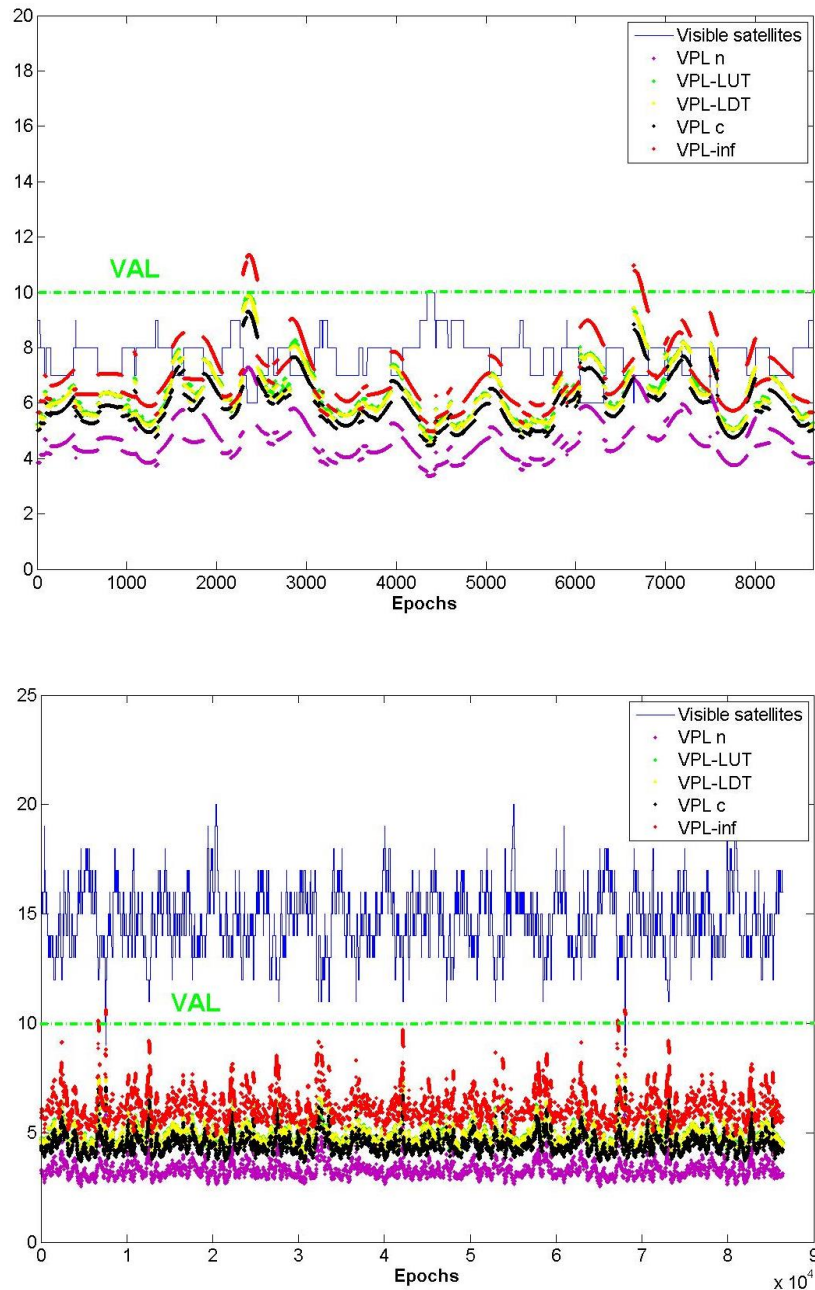 20
18
16
14
12
10
8
6
4
2
0
Visible satellites
VPL n
VPL-LUT
VPL-LDT
VPL c
VPL-inf
VAL
0 1000 2000 3000 4000 5000 6000 7000 8000
Epochs
25
20
15
10
5
0
Visible satellites
VPL n
VPL-LUT
VPL-LDT
VPL c
VPL-inf
VAL
0 1 2 3 4 5 6 7 8 9
x 10^4
Epochs